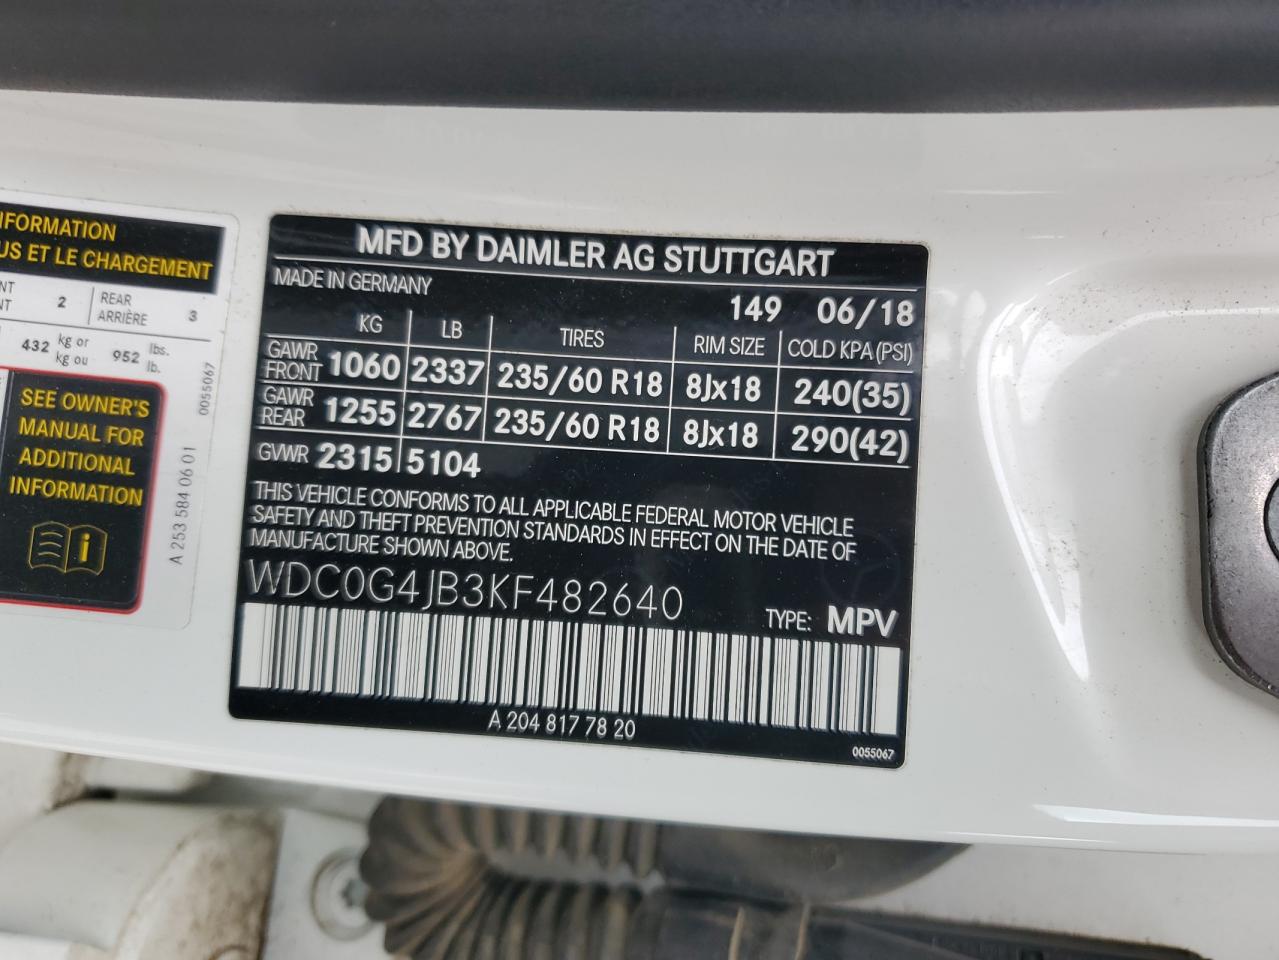 NFORMATION
US ET LE CHARGEMENT
NT 2 REAR 3
NT ARRIÈRE
432 kg or 952 lbs.
kg ou lb.
SEE OWNER'S
MANUAL FOR
ADDITIONAL
INFORMATION
i
0055067
A 253 584 06 01
MFD BY DAIMLER AG STUTTGART
MADE IN GERMANY
149 06/18
KG LB TIRES RIM SIZE COLD KPA (PSI)
GAWR FRONT 1060 2337 235/60 R18 8Jx18 240(35)
GAWR REAR 1255 2767 235/60 R18 8Jx18 290(42)
GVWR 2315 5104
THIS VEHICLE CONFORMS TO ALL APPLICABLE FEDERAL MOTOR VEHICLE
SAFETY AND THEFT PREVENTION STANDARDS IN EFFECT ON THE DATE OF
MANUFACTURE SHOWN ABOVE.
WDC0G4JB3KF482640
TYPE: MPV
A 204 817 78 20
0055067